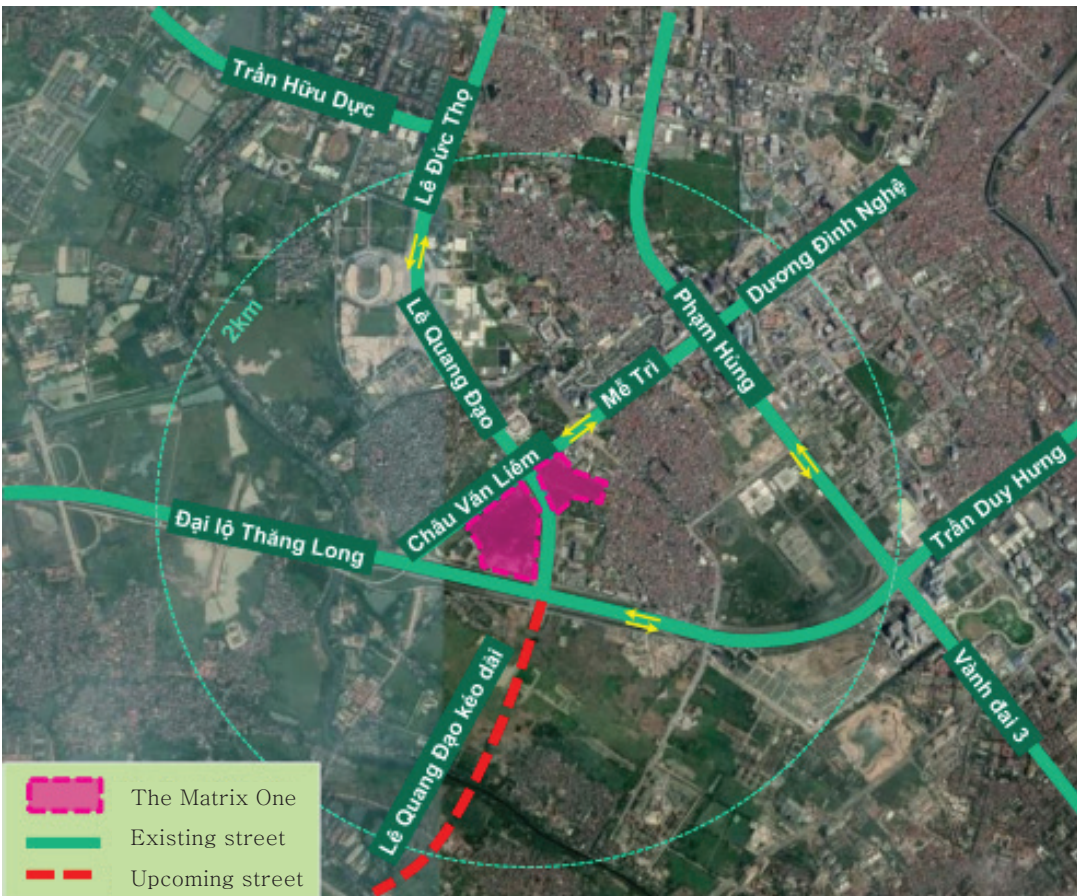 Trần Hữu Dực
Lê Đức Thọ
Dương Đình Nghệ
2km
Lê Quang Đạo
Phạm Hùng
Mễ Trì
Châu Văn Liêm
Trần Duy Hưng
Đại lộ Thăng Long
Lê Quang Đạo kéo dài
Vành đai 3
The Matrix One
Existing street
Upcoming street